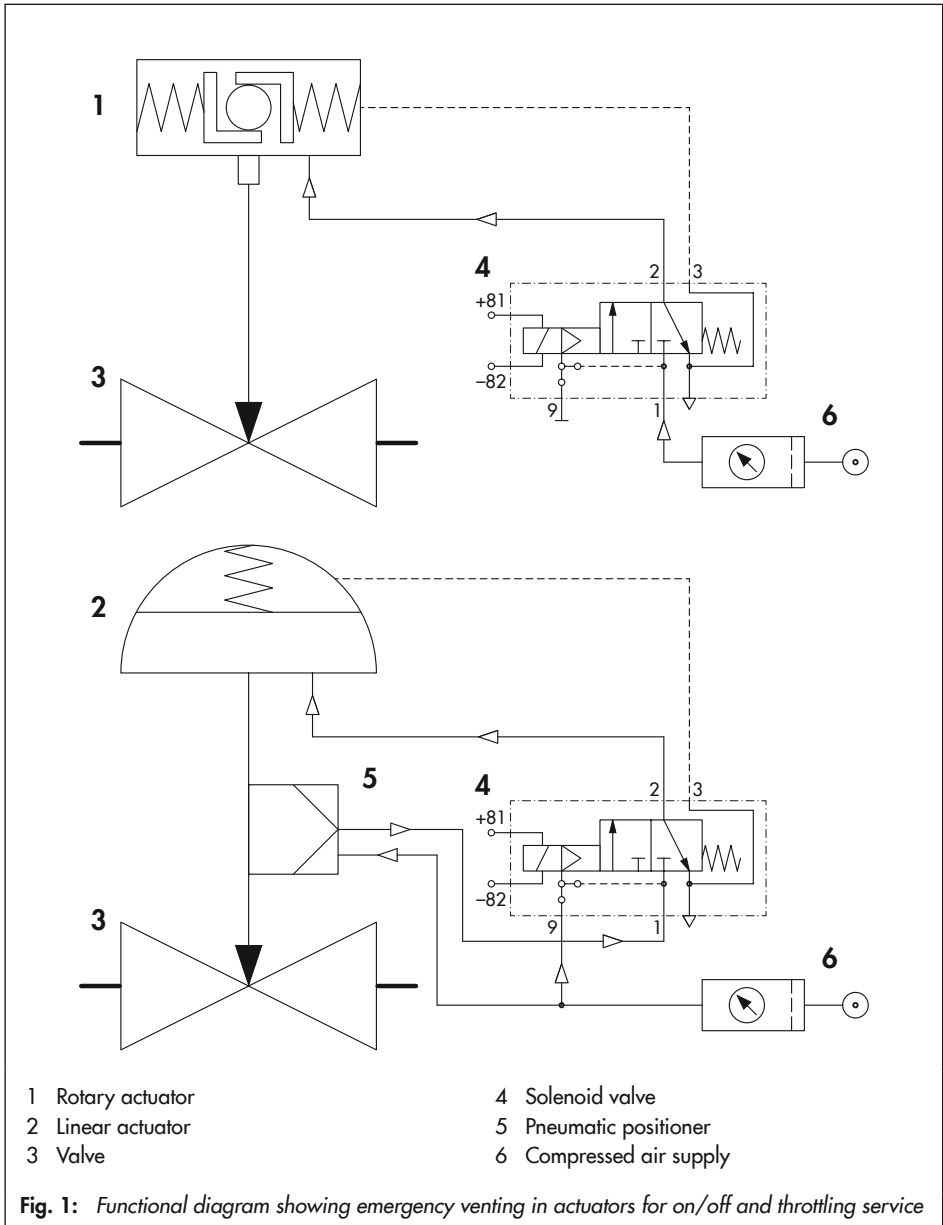 1
2 3
4
+81
−82
9 1
3
6
2
5
2 3
4
+81
−82
9 1
3
6
1 Rotary actuator
2 Linear actuator
3 Valve
4 Solenoid valve
5 Pneumatic positioner
6 Compressed air supply
Fig. 1: Functional diagram showing emergency venting in actuators for on/off and throttling service